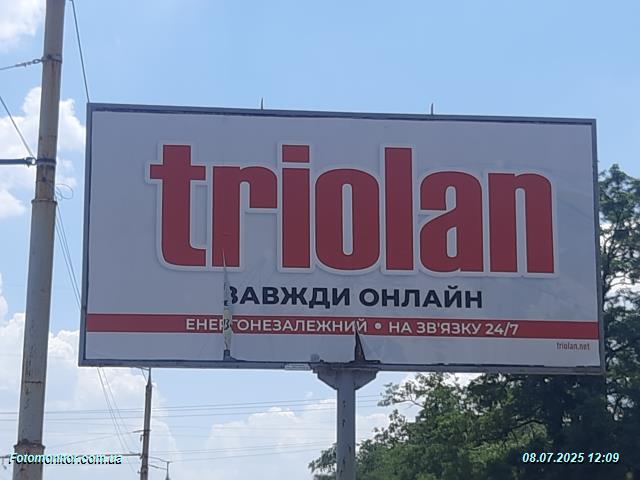 triolan
ЗАВЖДИ ОНЛАЙН
ЕНЕРГОНЕЗАЛЕЖНИЙ • НА ЗВ'ЯЗКУ 24/7
triolan.net
Fotomonitor.com.ua
08.07.2025 12:09